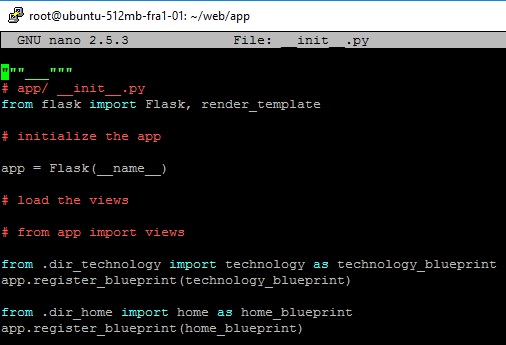 root@ubuntu-512mb-fra1-01: ~/web/app
GNU nano 2.5.3 File: __init__.py
"""___"""
# app/ __init__.py
from flask import Flask, render_template
# initialize the app
app = Flask(__name__)
# load the views
# from app import views
from .dir_technology import technology as technology_blueprint
app.register_blueprint(technology_blueprint)
from .dir_home import home as home_blueprint
app.register_blueprint(home_blueprint)